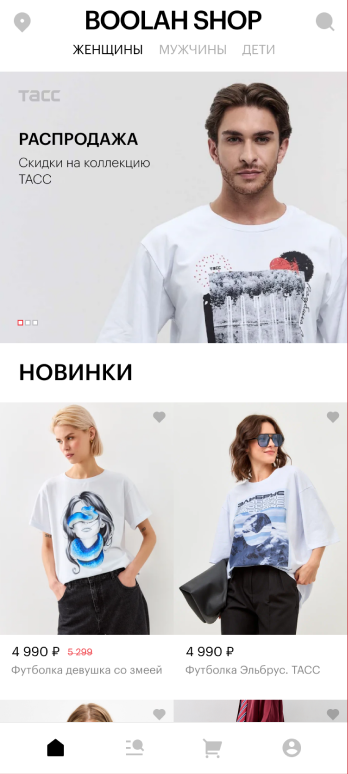 BOOLAH SHOP
ЖЕНЩИНЫ МУЖЧИНЫ ДЕТИ
тасс
РАСПРОДАЖА
Скидки на коллекцию
ТАСС
НОВИНКИ
4 990 ₽ 5 299
Футболка девушка со змеей
4 990 ₽
Футболка Эльбрус. ТАСС